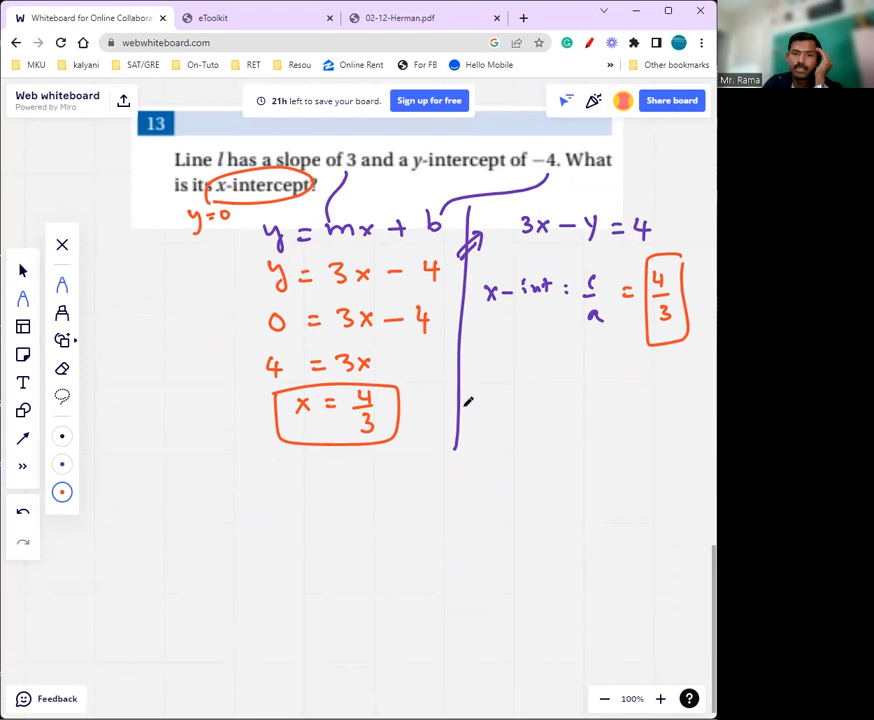 Whiteboard for Online Collabora
eToolkit
02-12-Herman.pdf
webwhiteboard.com
MKU
kalyani
SAT/GRE
On-Tuto
RET
Resou
Online Rent
For FB
Hello Mobile
»
Other bookmarks
Mr. Rama
Web whiteboard
Powered by Miro
21h left to save your board.
Sign up for free
Share board
13
Line l has a slope of 3 and a y-intercept of −4. What
is its x-intercept?
y=0
y = mx + b
3x − y = 4
y = 3x − 4
x-int : c/a = 4/3
0 = 3x − 4
4 = 3x
x = 4/3
Feedback
− 100% +
?